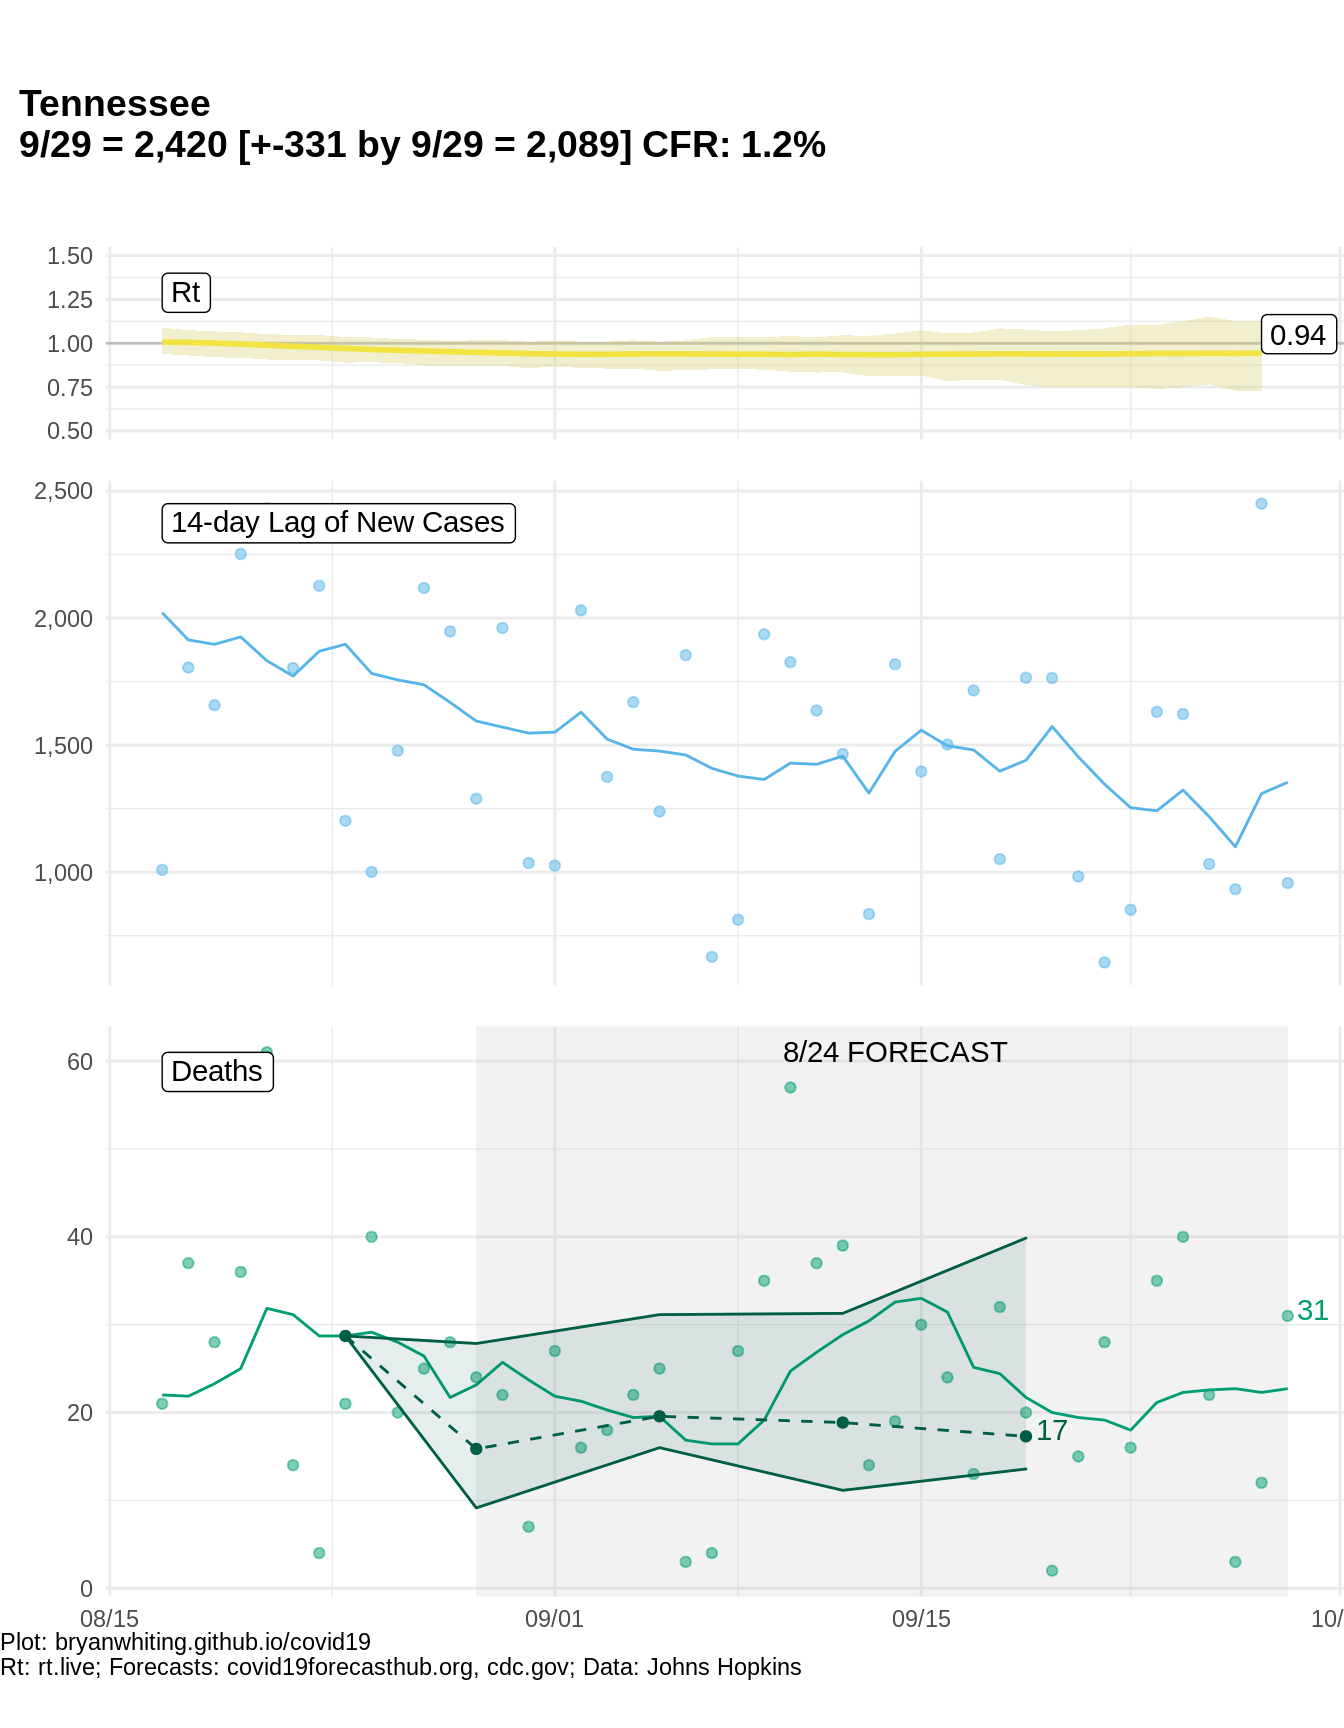 Tennessee
9/29 = 2,420 [+-331 by 9/29 = 2,089] CFR: 1.2%
1.50
Rt
1.25
1.00
0.94
0.75
0.50
2,500
14-day Lag of New Cases
2,000
1,500
1,000
8/24 FORECAST
60
Deaths
40
31
20
17
0
08/15
09/01
09/15
10/
Plot: bryanwhiting.github.io/covid19
Rt: rt.live; Forecasts: covid19forecasthub.org, cdc.gov; Data: Johns Hopkins